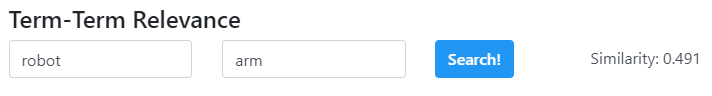 Term-Term Relevance
robot arm Search! Similarity: 0.491